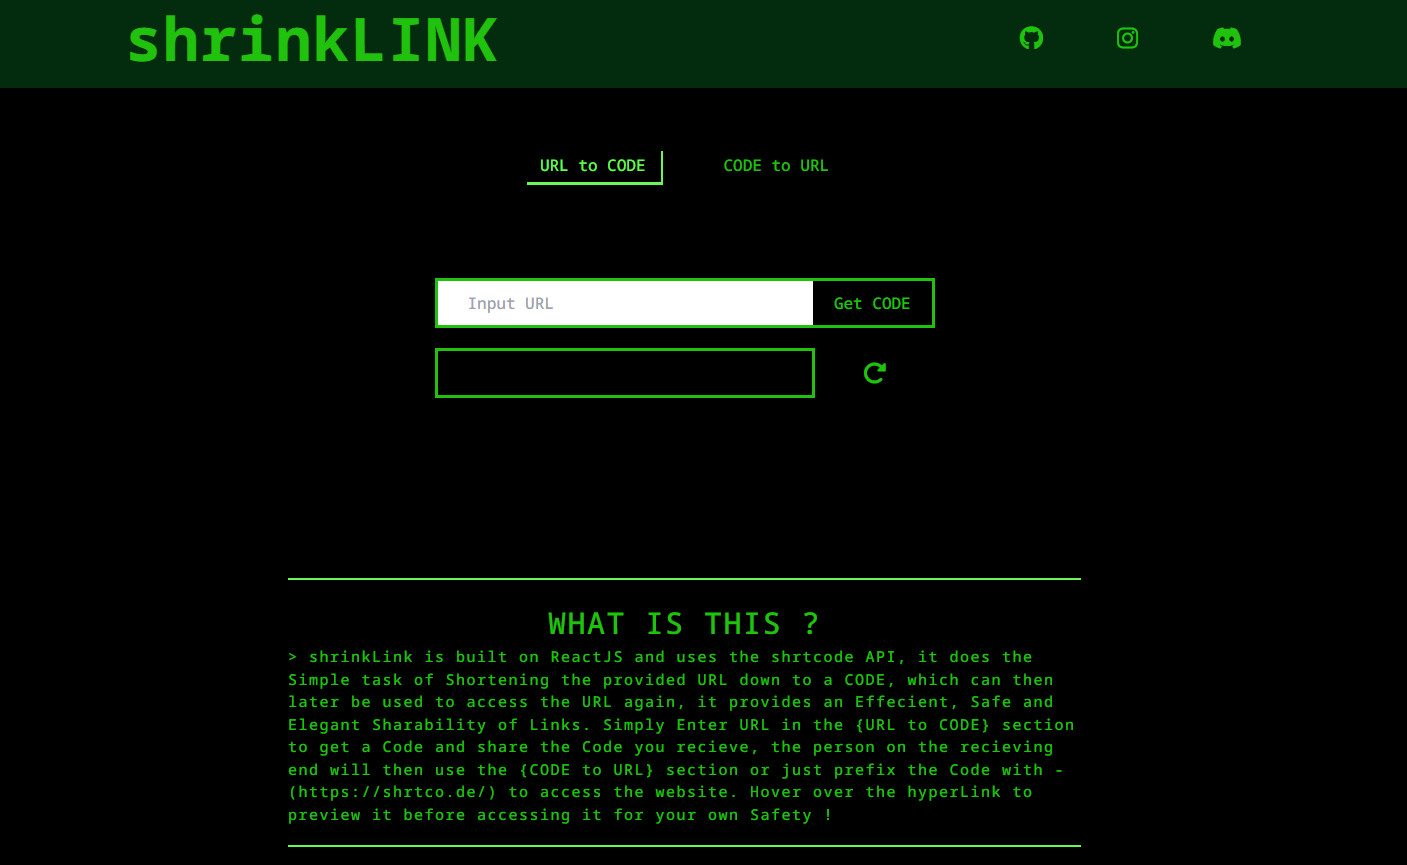 shrinkLINK
URL to CODE
CODE to URL
Input URL
Get CODE
WHAT IS THIS ?
> shrinkLink is built on ReactJS and uses the shrtcode API, it does the
Simple task of Shortening the provided URL down to a CODE, which can then
later be used to access the URL again, it provides an Effecient, Safe and
Elegant Sharability of Links. Simply Enter URL in the {URL to CODE} section
to get a Code and share the Code you recieve, the person on the recieving
end will then use the {CODE to URL} section or just prefix the Code with -
(https://shrtco.de/) to access the website. Hover over the hyperLink to
preview it before accessing it for your own Safety !